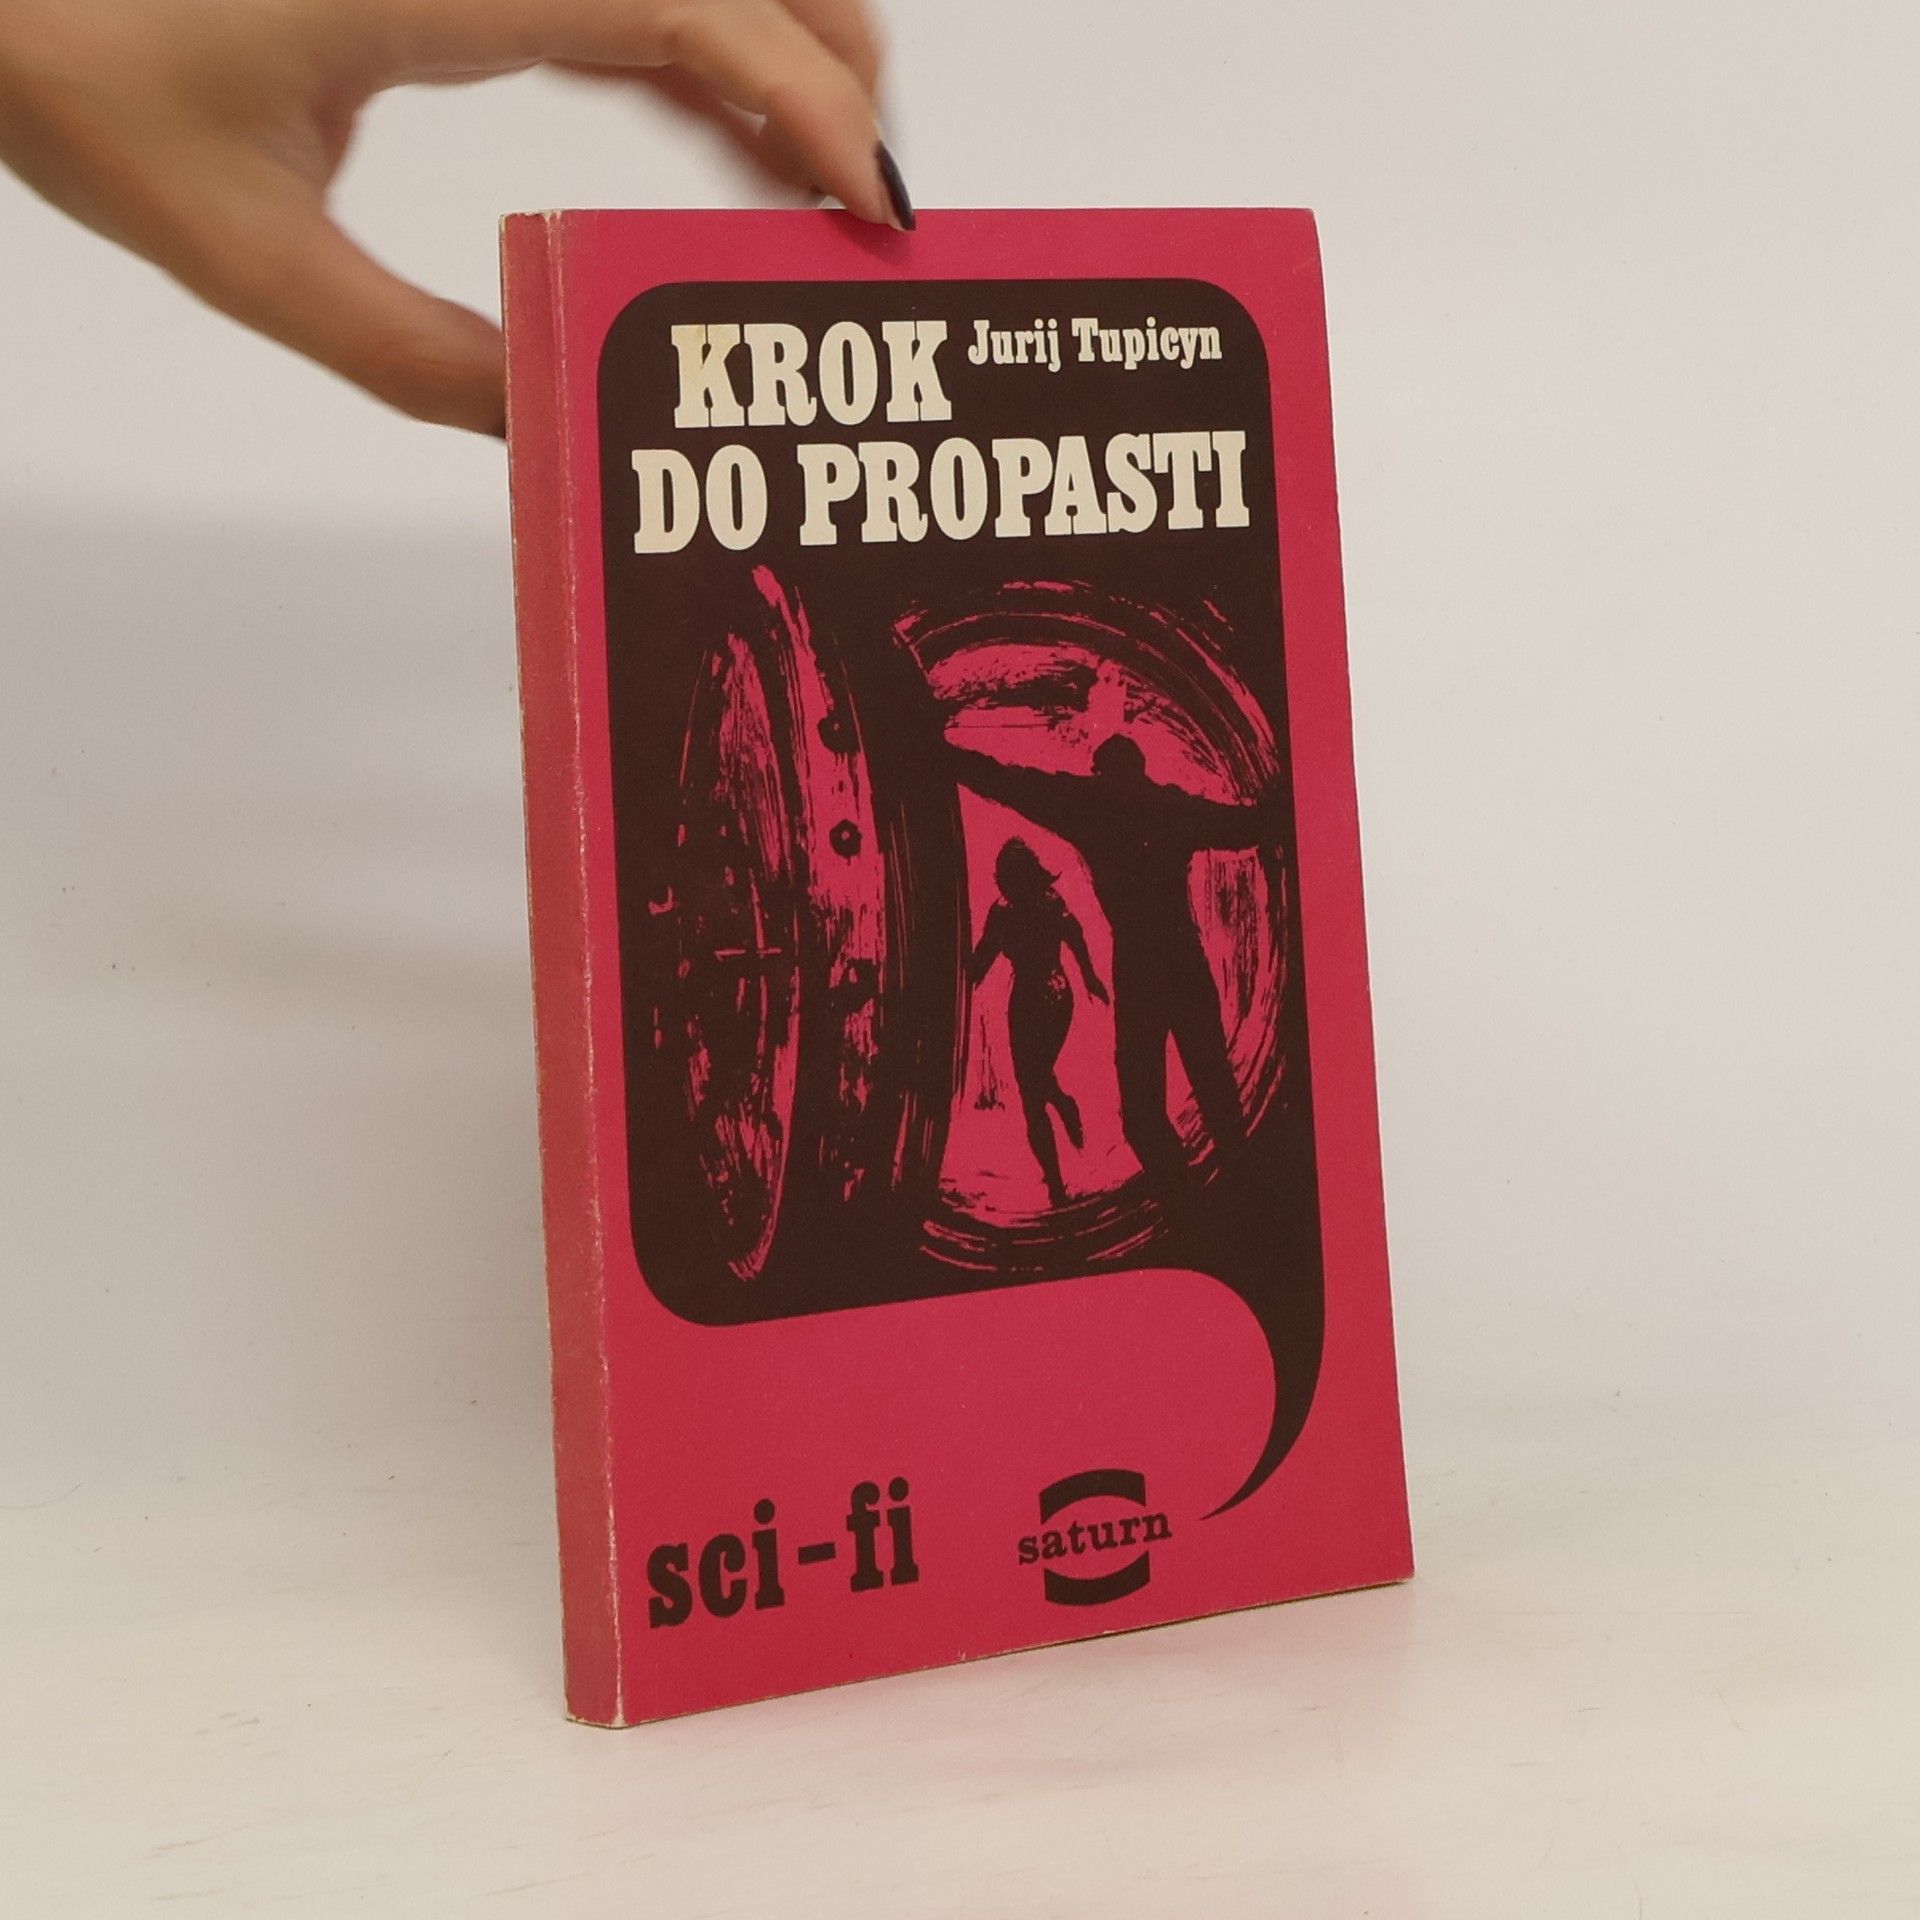 KROK Jurij Tupicyn
DO PROPASTI
sci-fi
saturn